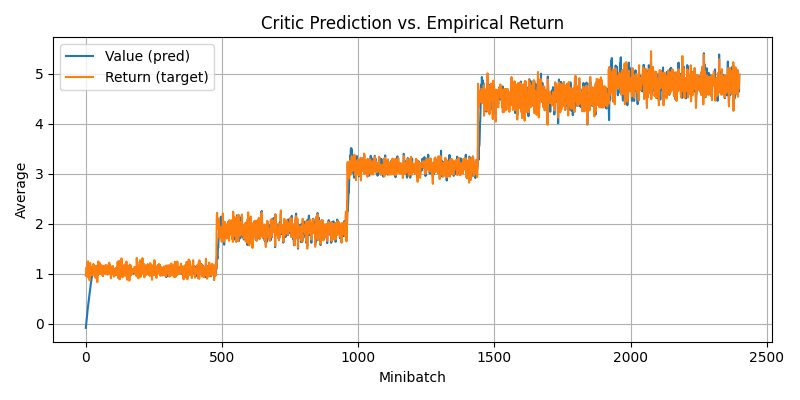 Critic Prediction vs. Empirical Return
Value (pred)
Return (target)
Average
5
4
3
2
1
0
0 500 1000 1500 2000 2500
Minibatch